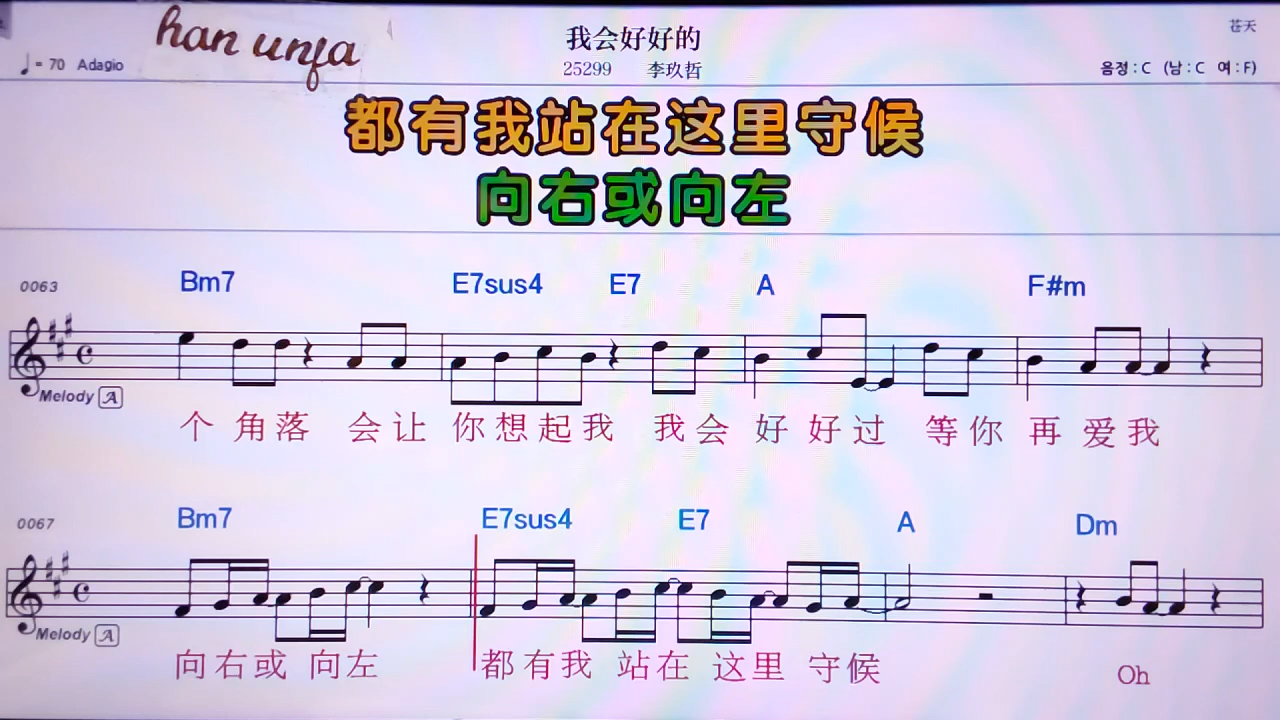 han unfa
我会好好的
苍天
♩= 70 Adagio
25299 李玖哲
음정 : C (남 : C 여 : F)
都有我站在这里守候
向右或向左
0063 Bm7 E7sus4 E7 A F#m
Melody A
个角落 会让你想起我 我会好好过 等你再爱我
0067 Bm7 E7sus4 E7 A Dm
Melody A
向右或 向左 都有我 站在 这里 守候 Oh